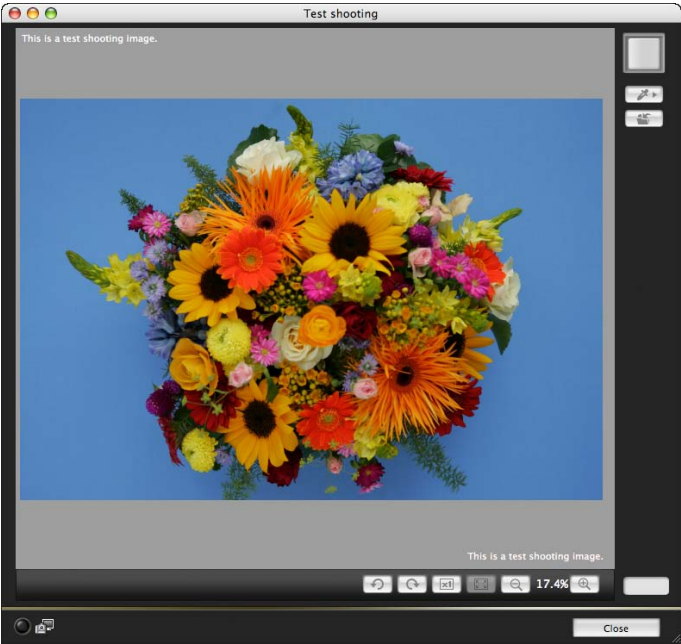 Test shooting
This is a test shooting image.
This is a test shooting image.
x1
17.4%
Close